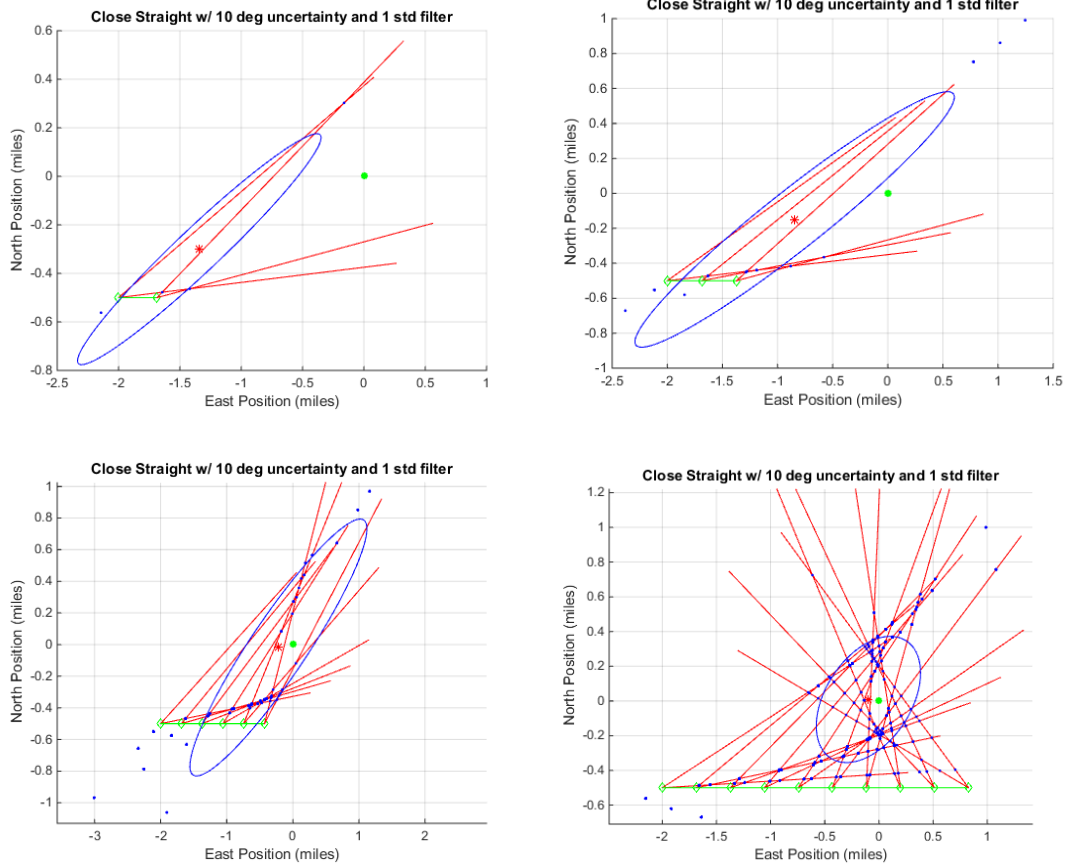 Close Straight w/ 10 deg uncertainty and 1 std filter
North Position (miles)
0.6
0.4
0.2
0
-0.2
-0.4
-0.6
-0.8
-2.5 -2 -1.5 -1 -0.5 0 0.5 1
East Position (miles)
Close Straight w/ 10 deg uncertainty and 1 std filter
North Position (miles)
1
0.8
0.6
0.4
0.2
0
-0.2
-0.4
-0.6
-0.8
-1
-2.5 -2 -1.5 -1 -0.5 0 0.5 1 1.5
East Position (miles)
Close Straight w/ 10 deg uncertainty and 1 std filter
North Position (miles)
1
0.8
0.6
0.4
0.2
0
-0.2
-0.4
-0.6
-0.8
-1
-3 -2 -1 0 1 2
East Position (miles)
Close Straight w/ 10 deg uncertainty and 1 std filter
North Position (miles)
1.2
1
0.8
0.6
0.4
0.2
0
-0.2
-0.4
-0.6
-2 -1.5 -1 -0.5 0 0.5 1
East Position (miles)